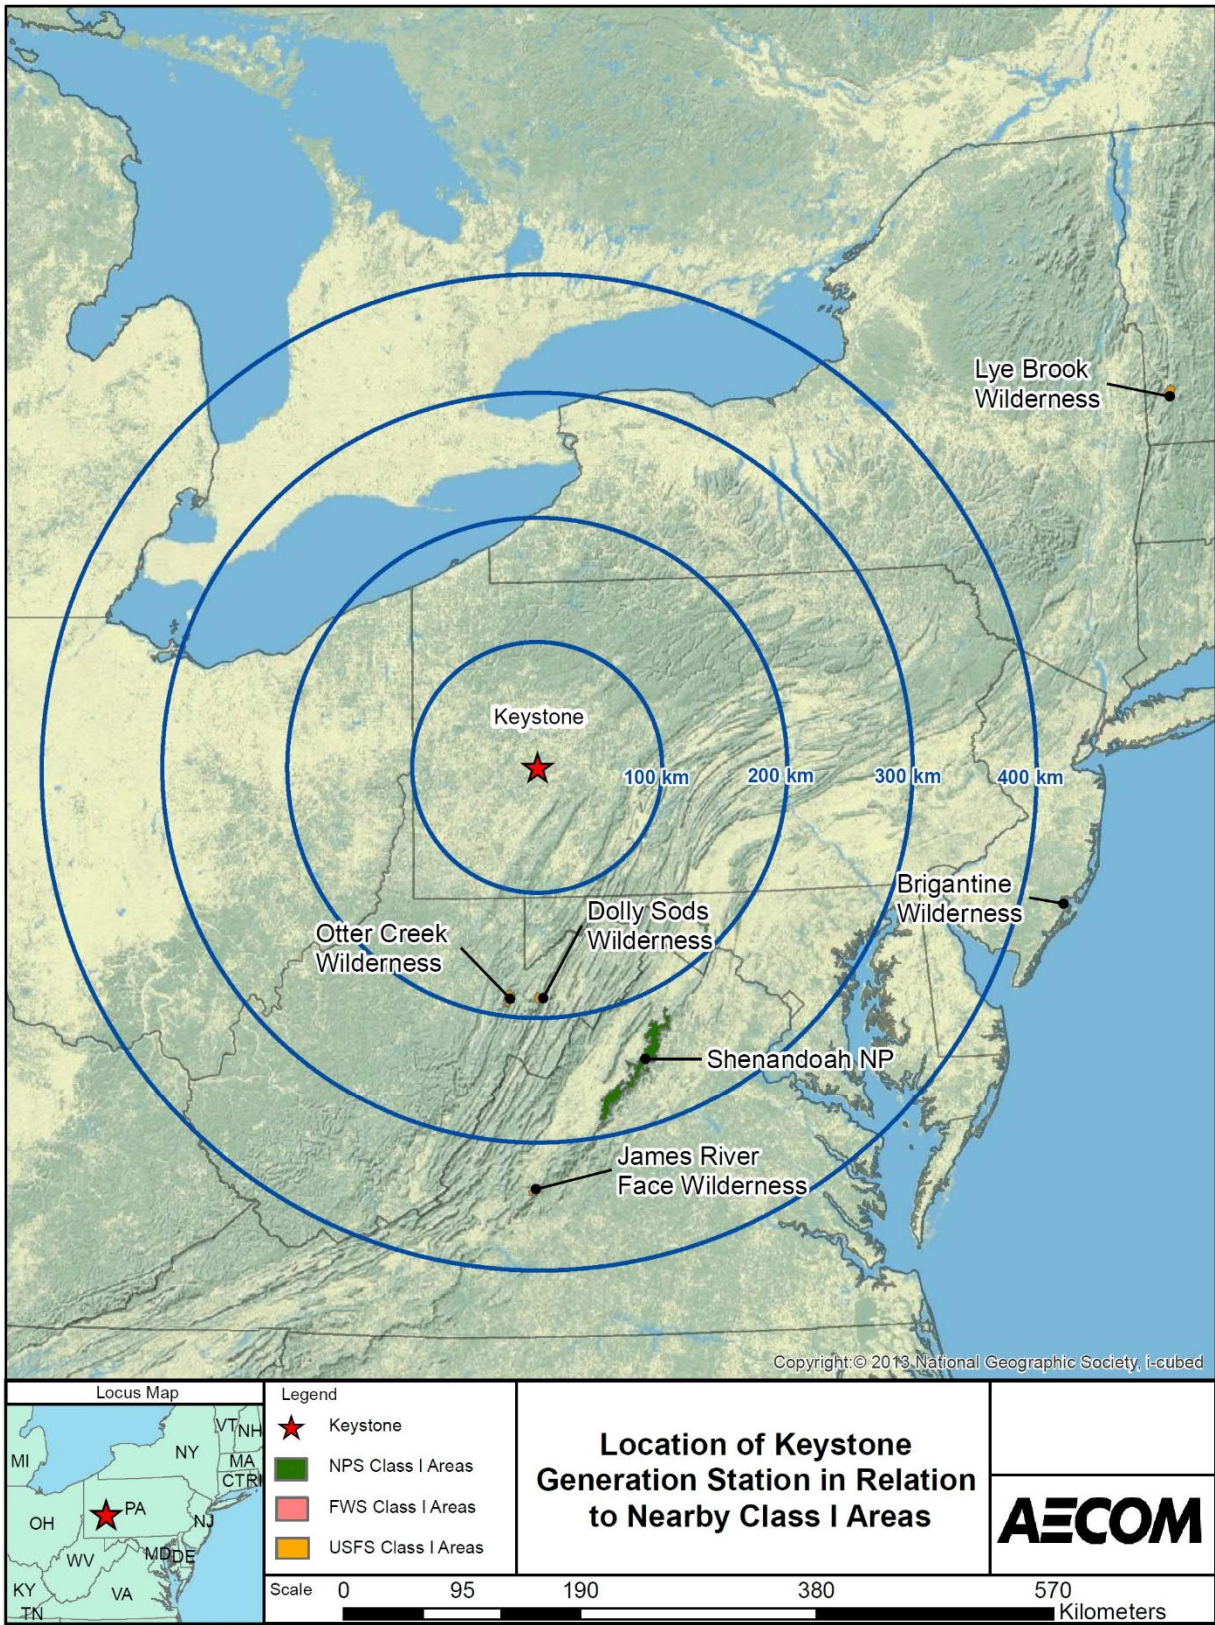 Lye Brook
Wilderness
Keystone
100 km
200 km
300 km
400 km
Brigantine
Wilderness
Dolly Sods
Wilderness
Otter Creek
Wilderness
Shenandoah NP
James River
Face Wilderness
Copyright:© 2013 National Geographic Society, i-cubed
Locus Map
VT
NH
NY
MI
MA
CT
RI
PA
OH
NJ
WV
MD
DE
KY
VA
TN
Legend
Keystone
NPS Class I Areas
FWS Class I Areas
USFS Class I Areas
Location of Keystone
Generation Station in Relation
to Nearby Class I Areas
AECOM
Scale
0 95 190 380 570
Kilometers